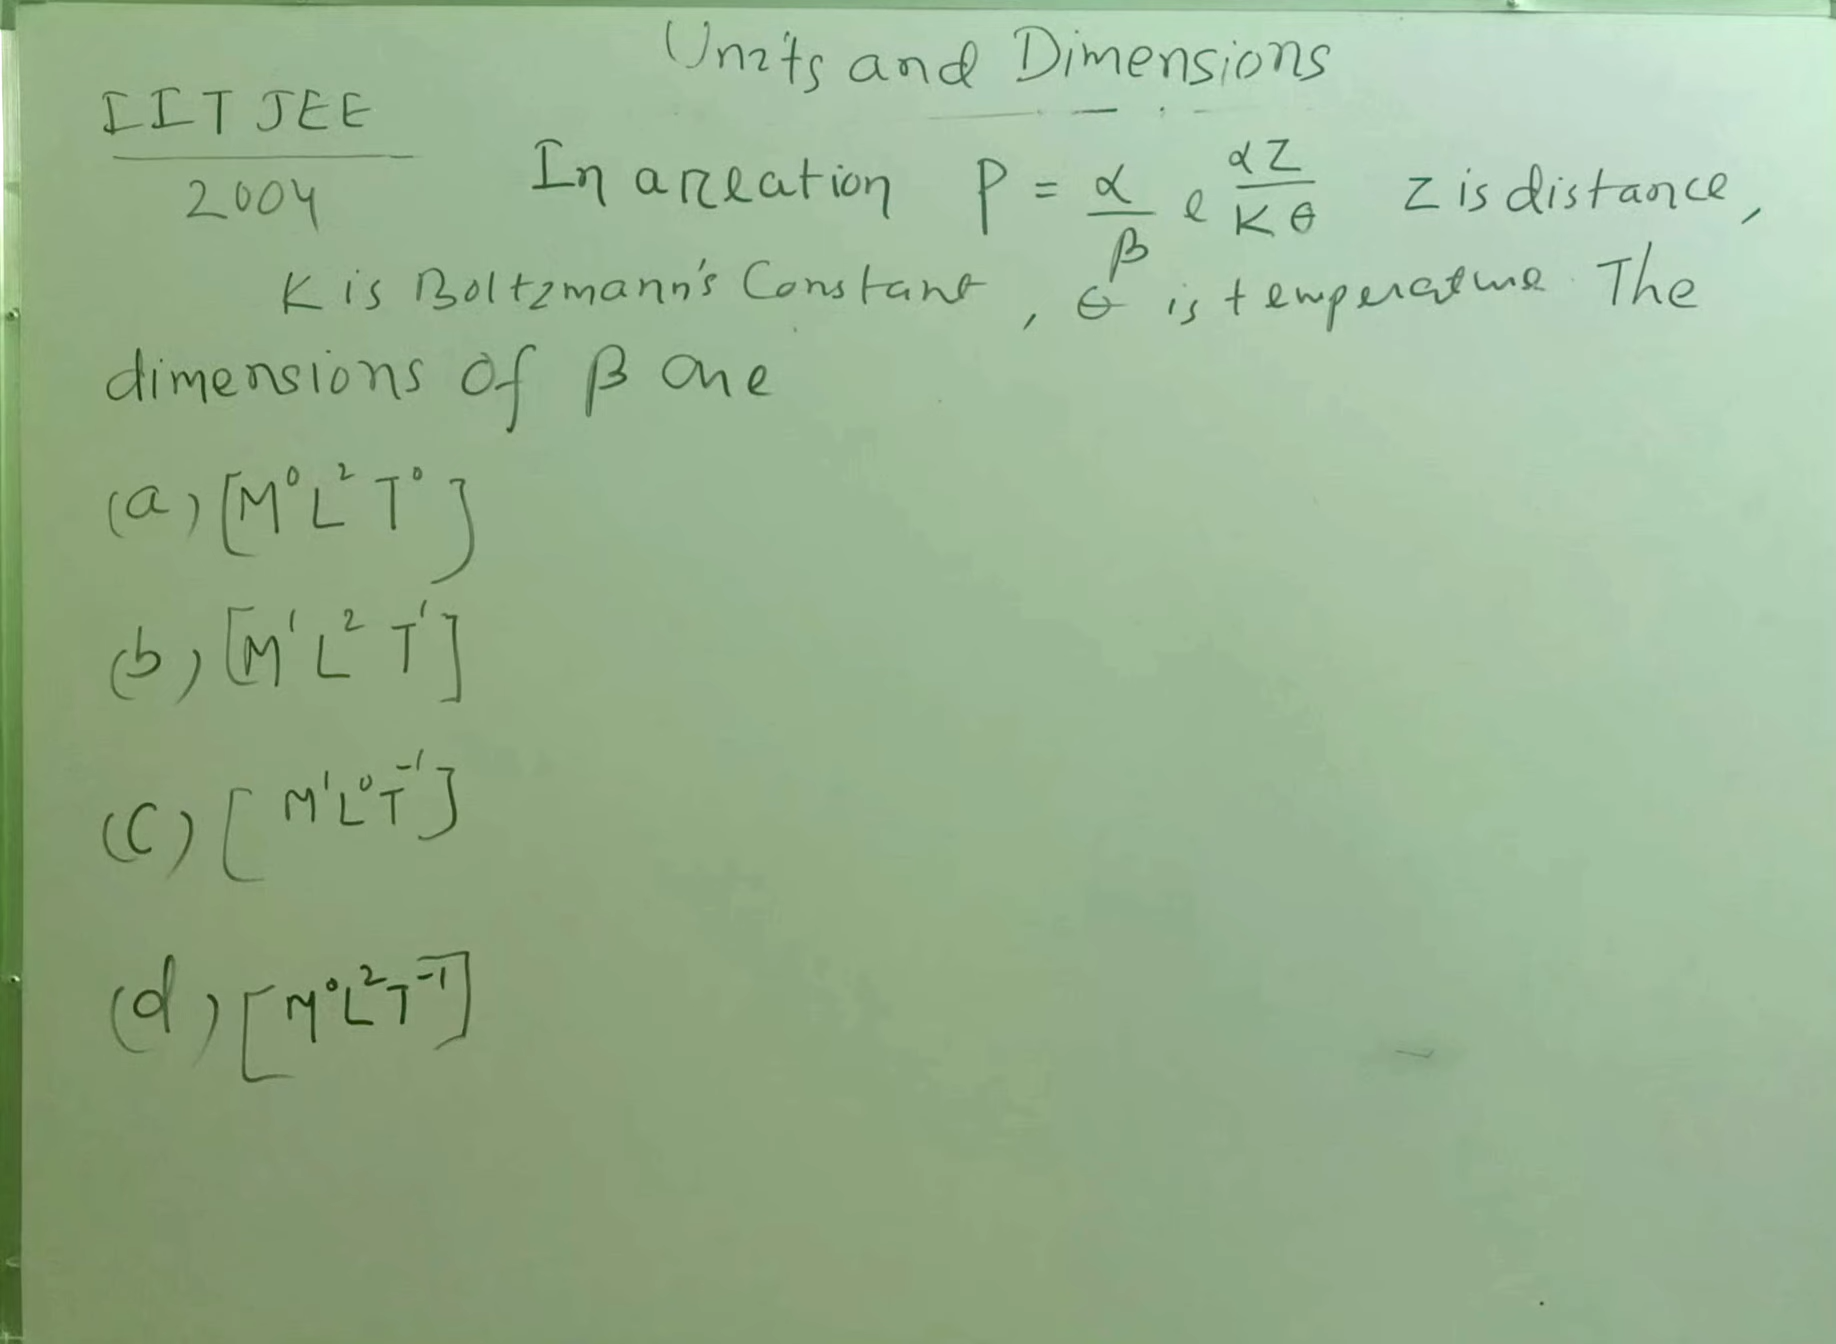 Units and Dimensions
IIT JEE
2004
In a relation P = α/β e^(αZ/Kθ) Z is distance,
K is Boltzmann's Constant, θ is temperature. The
dimensions of β are
(a) [M⁰L²T⁰]
(b) [M¹L²T¹]
(C) [M¹L⁰T⁻¹]
(d) [M⁰L²T⁻¹]